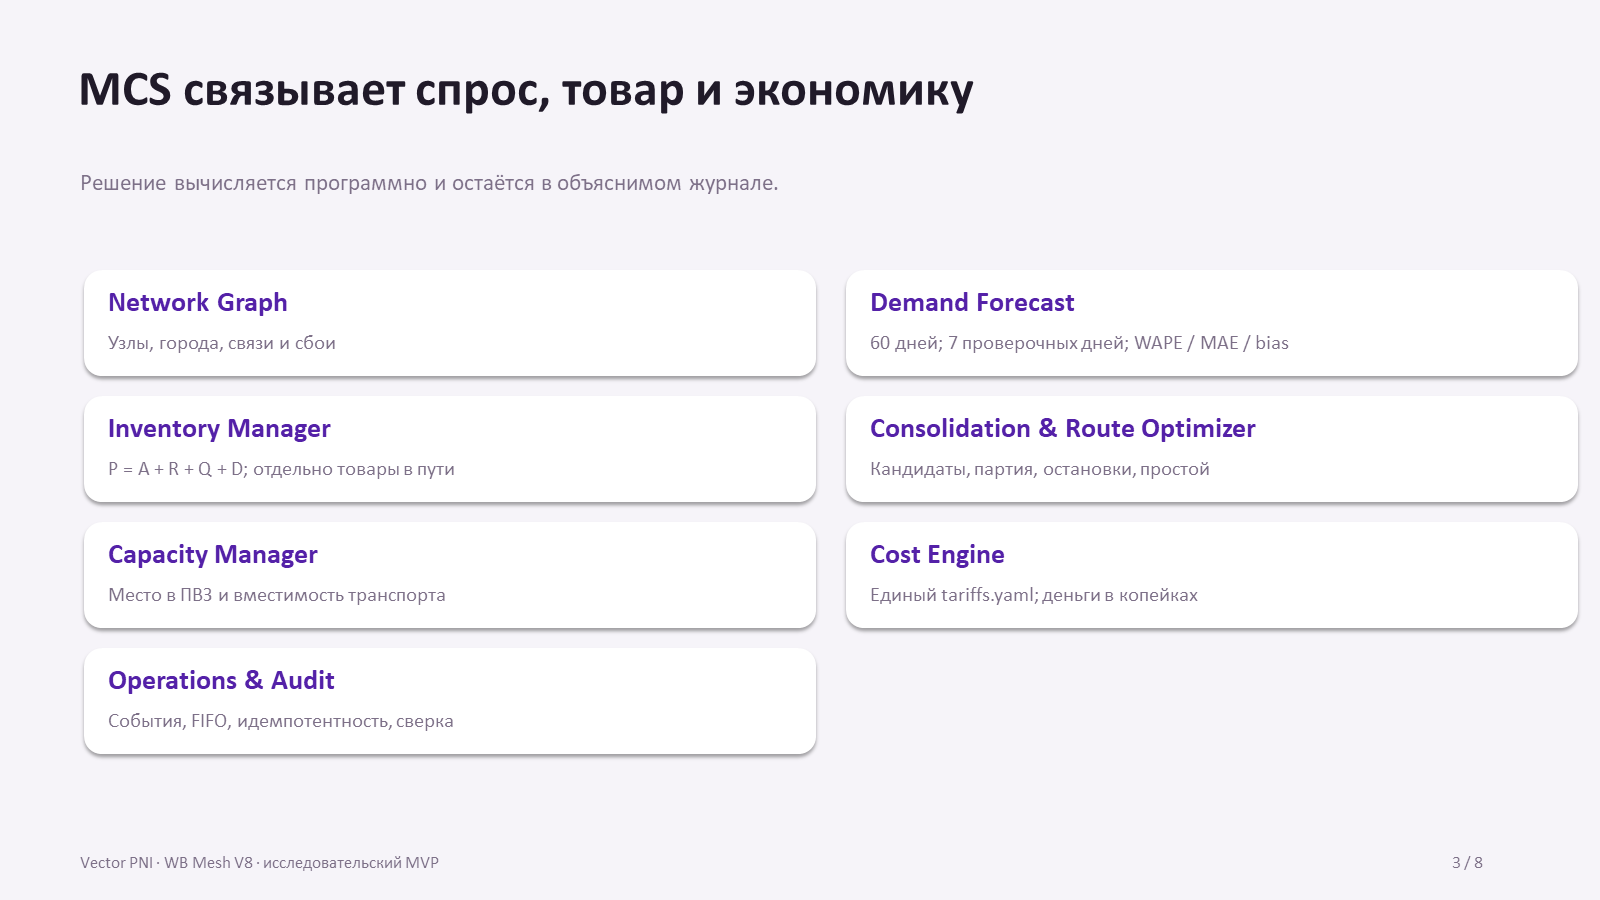 MCS связывает спрос, товар и экономику
Решение вычисляется программно и остаётся в объяснимом журнале.
Network Graph
Узлы, города, связи и сбои
Demand Forecast
60 дней; 7 проверочных дней; WAPE / MAE / bias
Inventory Manager
P = A + R + Q + D; отдельно товары в пути
Consolidation & Route Optimizer
Кандидаты, партия, остановки, простой
Capacity Manager
Место в ПВЗ и вместимость транспорта
Cost Engine
Единый tariffs.yaml; деньги в копейках
Operations & Audit
События, FIFO, идемпотентность, сверка
Vector PNI · WB Mesh V8 · исследовательский MVP
3 / 8